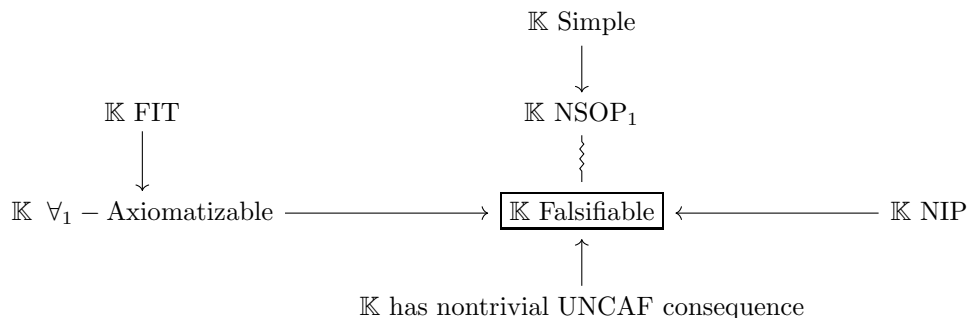 𝕂 Simple
𝕂 FIT
𝕂 NSOP₁
𝕂 ∀₁ − Axiomatizable
𝕂 Falsifiable
𝕂 NIP
𝕂 has nontrivial UNCAF consequence